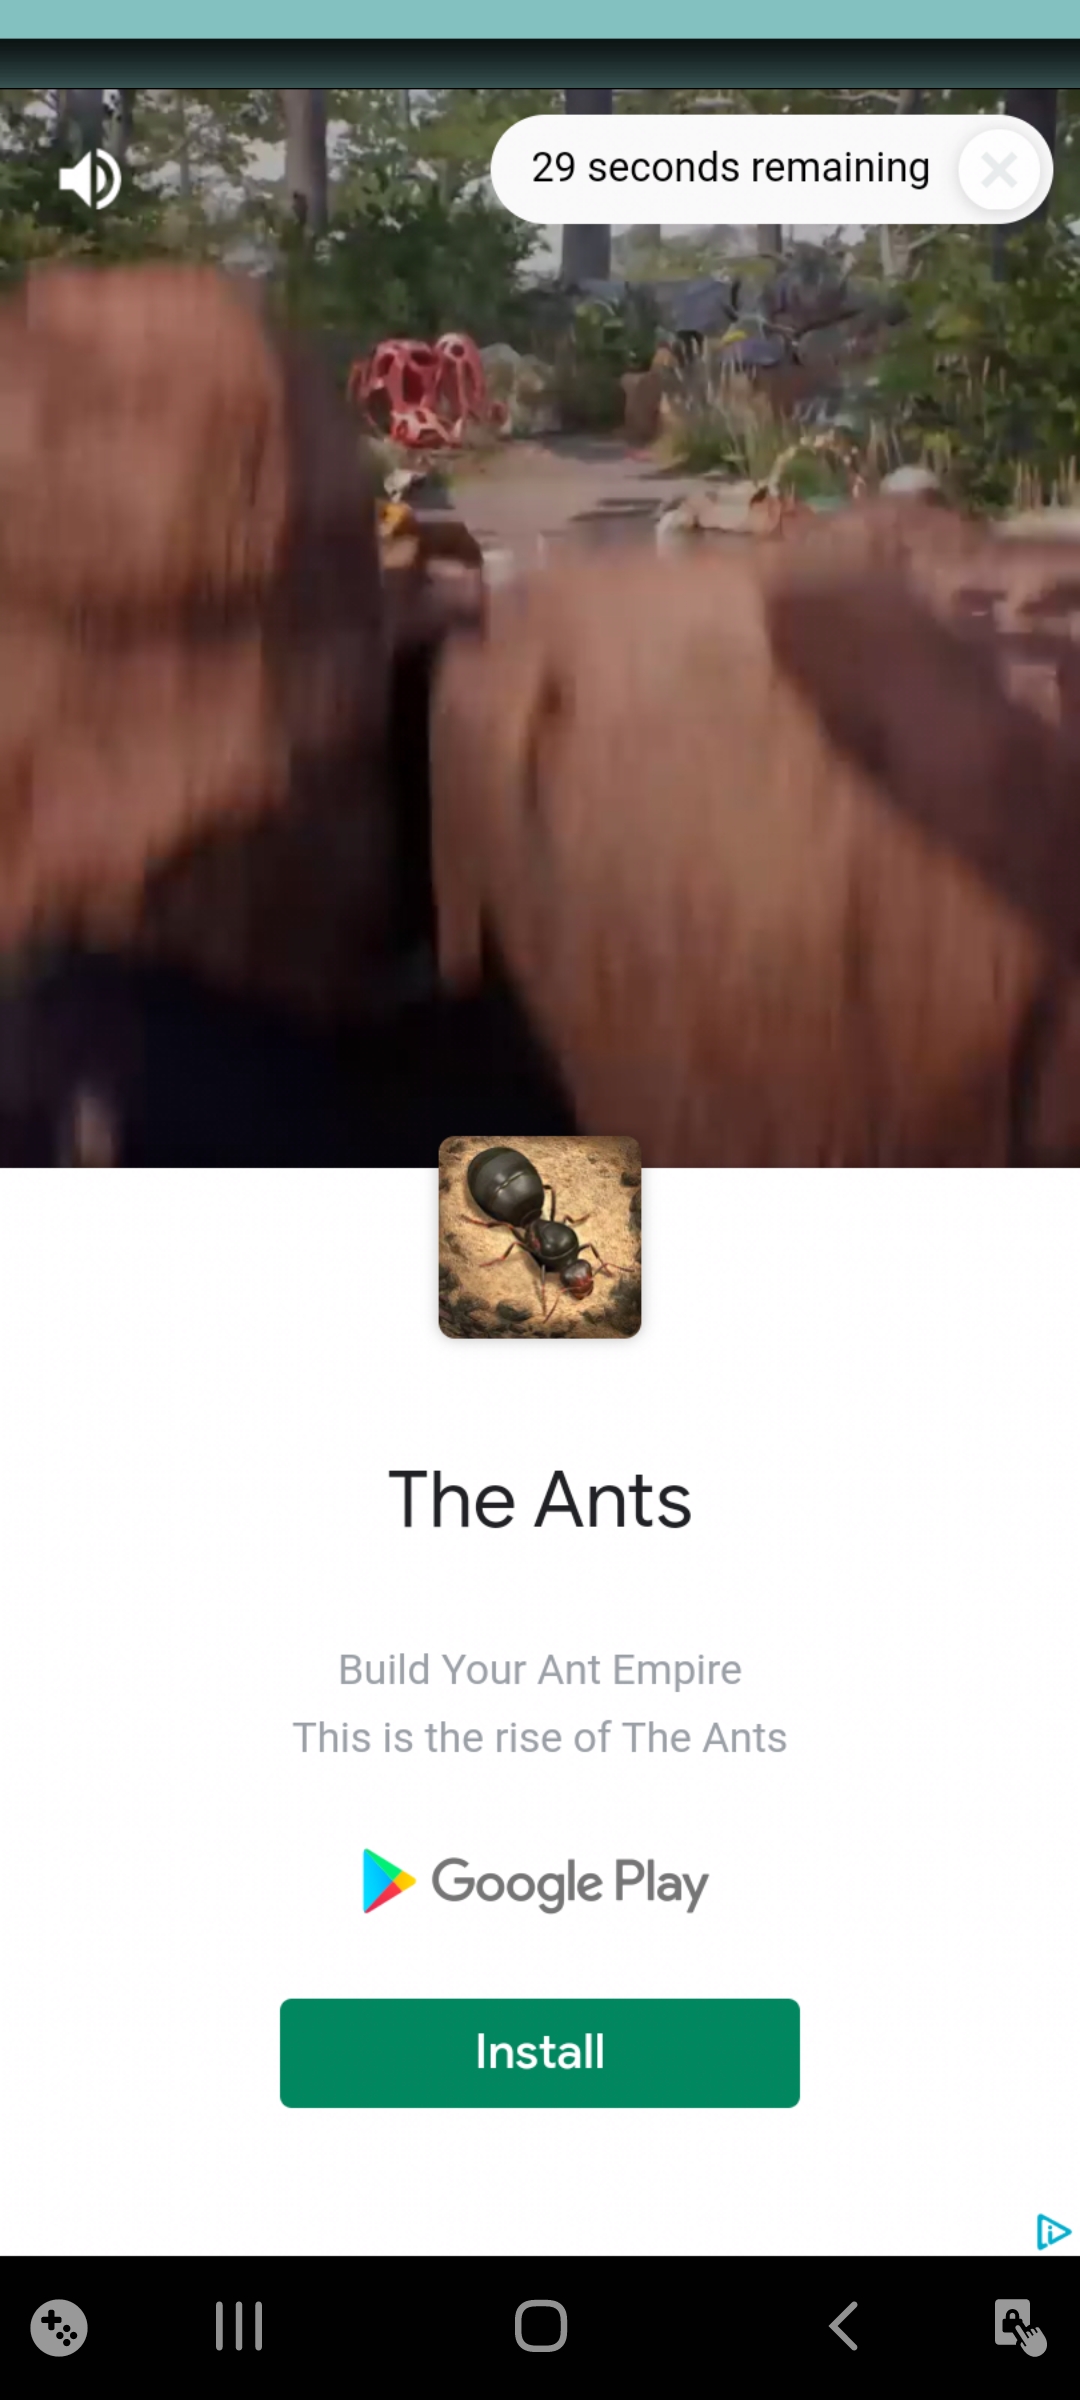 29 seconds remaining
The Ants
Build Your Ant Empire
This is the rise of The Ants
Google Play
Install